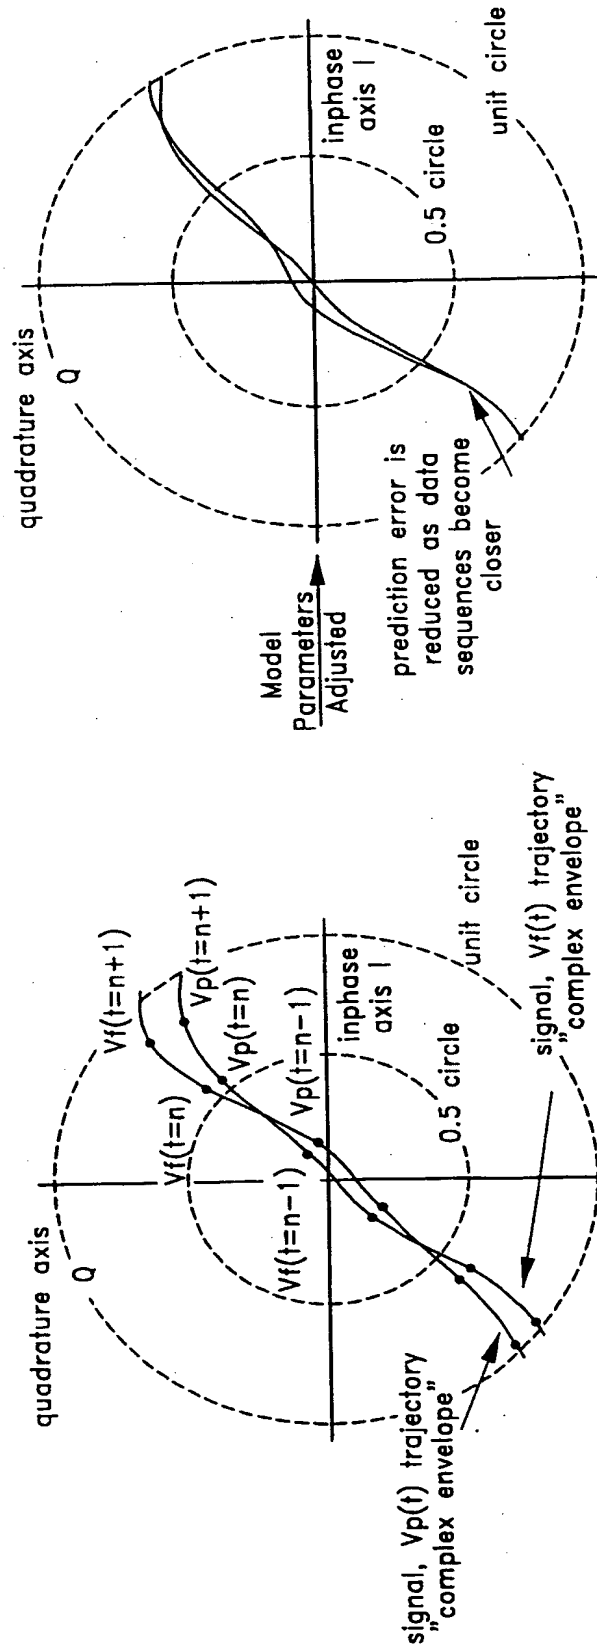 quadrature axis
Q
Vf(t=n+1)
Vp(t=n+1)
Vf(t=n)
Vp(t=n)
Vf(t=n-1)
Vp(t=n-1)
inphase
axis I
0.5 circle
unit circle
signal, Vp(t) trajectory
"complex envelope"
signal, Vf(t) trajectory
"complex envelope"
Model
Parameters
Adjusted
quadrature axis
Q
inphase
axis I
0.5 circle
unit circle
prediction error is
reduced as data
sequences become
closer